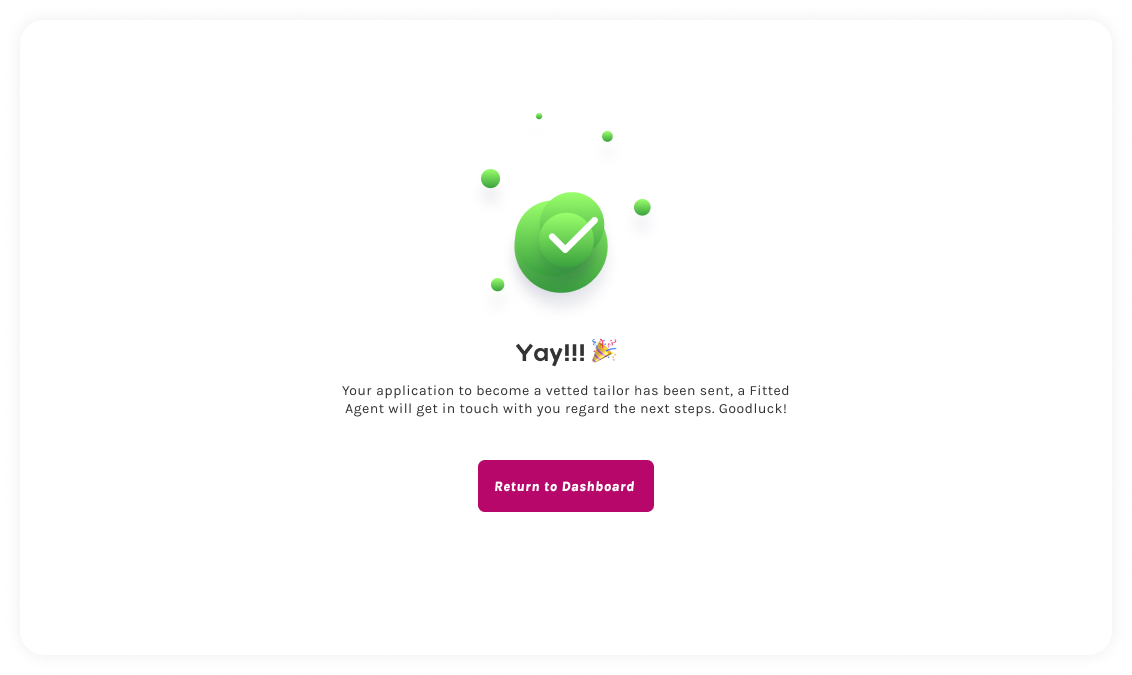 Yay!!! 🎉
Your application to become a vetted tailor has been sent, a Fitted
Agent will get in touch with you regard the next steps. Goodluck!
Return to Dashboard